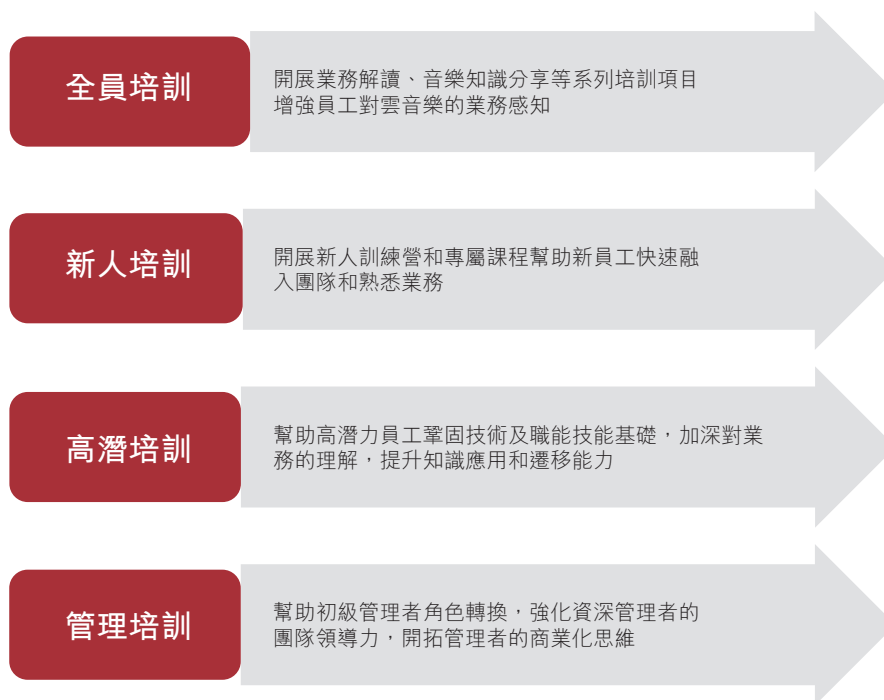 全員培訓
開展業務解讀、音樂知識分享等系列培訓項目
增強員工對雲音樂的業務感知
新人培訓
開展新人訓練營和專屬課程幫助新員工快速融
入團隊和熟悉業務
高潛培訓
幫助高潛力員工鞏固技術及職能技能基礎，加深對業
務的理解，提升知識應用和遷移能力
管理培訓
幫助初級管理者角色轉換，強化資深管理者的
團隊領導力，開拓管理者的商業化思維